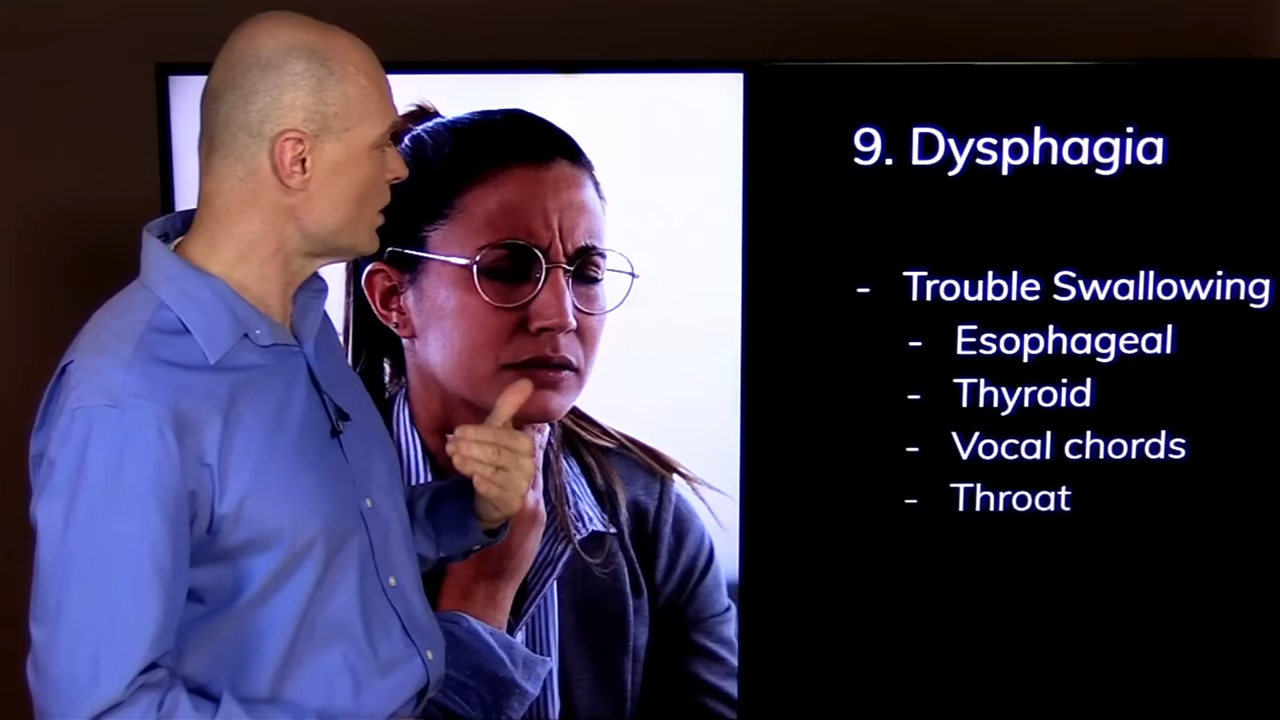 9. Dysphagia
- Trouble Swallowing
- Esophageal
- Thyroid
- Vocal chords
- Throat